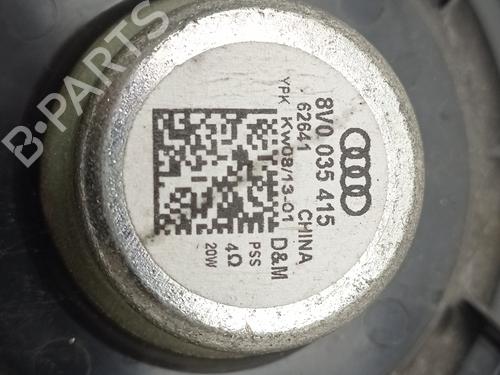 8V0 035 415
62641 CHINA
YPK Kw08/13-01 D&M
PSS
4Ω
20W
B-PARTS